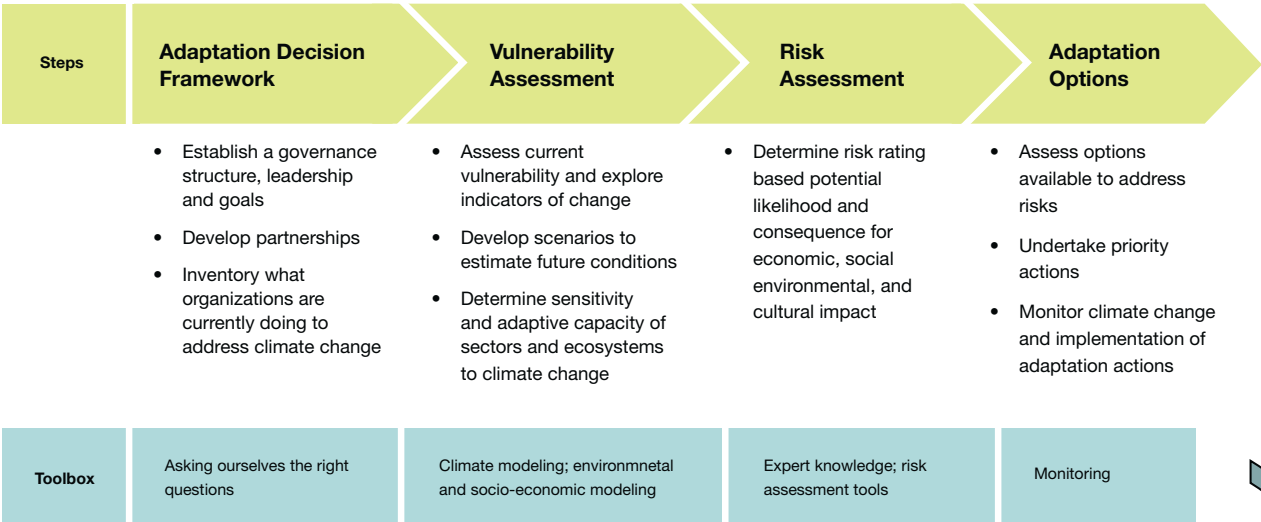 Steps
Adaptation Decision
Framework
Vulnerability
Assessment
Risk
Assessment
Adaptation
Options
• Establish a governance
structure, leadership
and goals
• Develop partnerships
• Inventory what
organizations are
currently doing to
address climate change
• Assess current
vulnerability and explore
indicators of change
• Develop scenarios to
estimate future conditions
• Determine sensitivity
and adaptive capacity of
sectors and ecosystems
to climate change
• Determine risk rating
based potential
likelihood and
consequence for
economic, social
environmental, and
cultural impact
• Assess options
available to address
risks
• Undertake priority
actions
• Monitor climate change
and implementation of
adaptation actions
Toolbox
Asking ourselves the right
questions
Climate modeling; environmnetal
and socio-economic modeling
Expert knowledge; risk
assessment tools
Monitoring